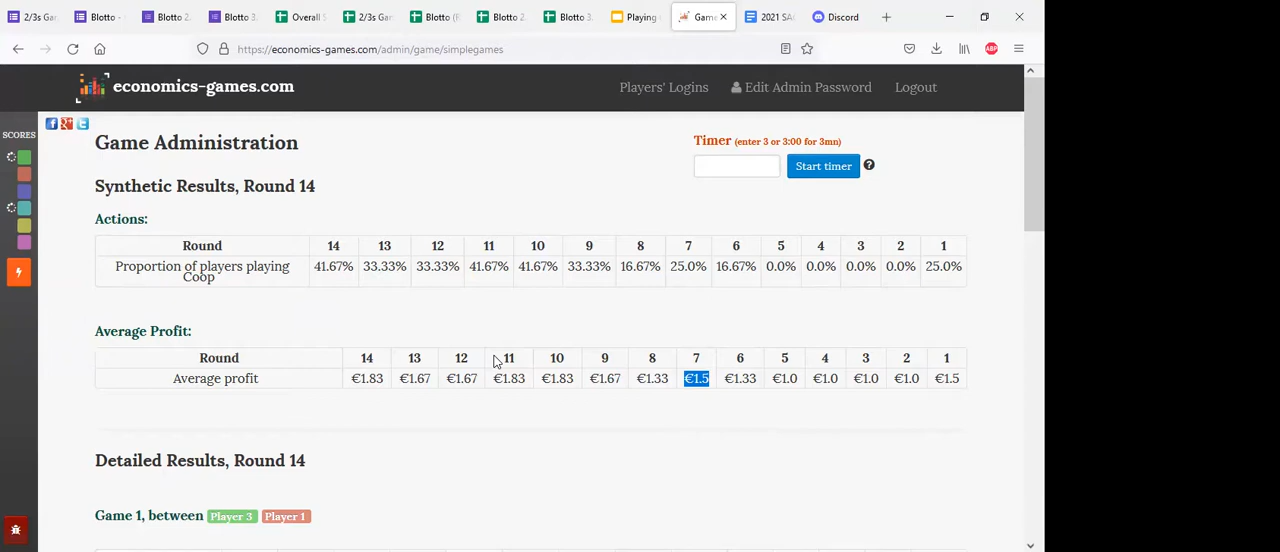 2/3s Gar
Blotto -
Blotto 2.
Blotto 3.
Overall S
2/3s Gar
Blotto (R
Blotto 2.
Blotto 3.
Playing
Game
2021 SA
Discord
https://economics-games.com/admin/game/simplegames
ABP
economics-games.com
Players' Logins
Edit Admin Password
Logout
SCORES
Game Administration
Timer (enter 3 or 3:00 for 3mn)
Start timer
Synthetic Results, Round 14
Actions:
Round 14 13 12 11 10 9 8 7 6 5 4 3 2 1
Proportion of players playing 41.67% 33.33% 33.33% 41.67% 41.67% 33.33% 16.67% 25.0% 16.67% 0.0% 0.0% 0.0% 0.0% 25.0%
Coop
Average Profit:
Round 14 13 12 11 10 9 8 7 6 5 4 3 2 1
Average profit €1.83 €1.67 €1.67 €1.83 €1.83 €1.67 €1.33 €1.5 €1.33 €1.0 €1.0 €1.0 €1.0 €1.5
Detailed Results, Round 14
Game 1, between Player 3 Player 1